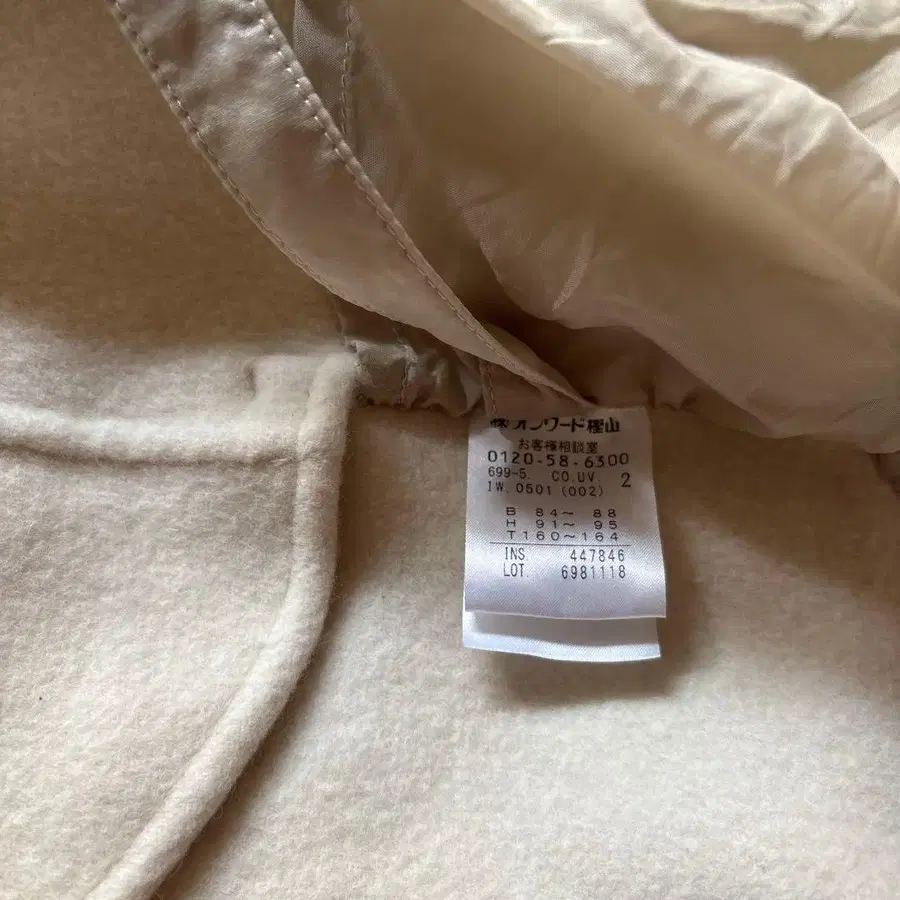 ㈱オンワード樫山
お客様相談室
0120-58-6300
699-5. CO.UV. 2
IW.0501 (002)
B 84～ 88
H 91～ 95
T160～164
INS. 447846
LOT. 6981118